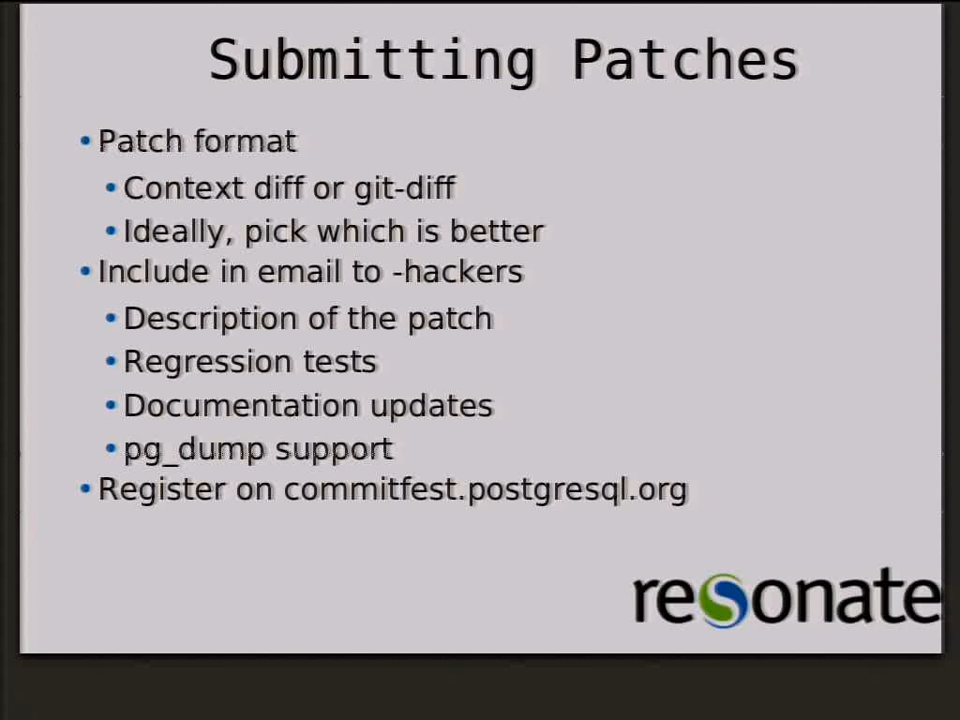 Submitting Patches
• Patch format
• Context diff or git-diff
• Ideally, pick which is better
• Include in email to -hackers
• Description of the patch
• Regression tests
• Documentation updates
• pg_dump support
• Register on commitfest.postgresql.org
resonate